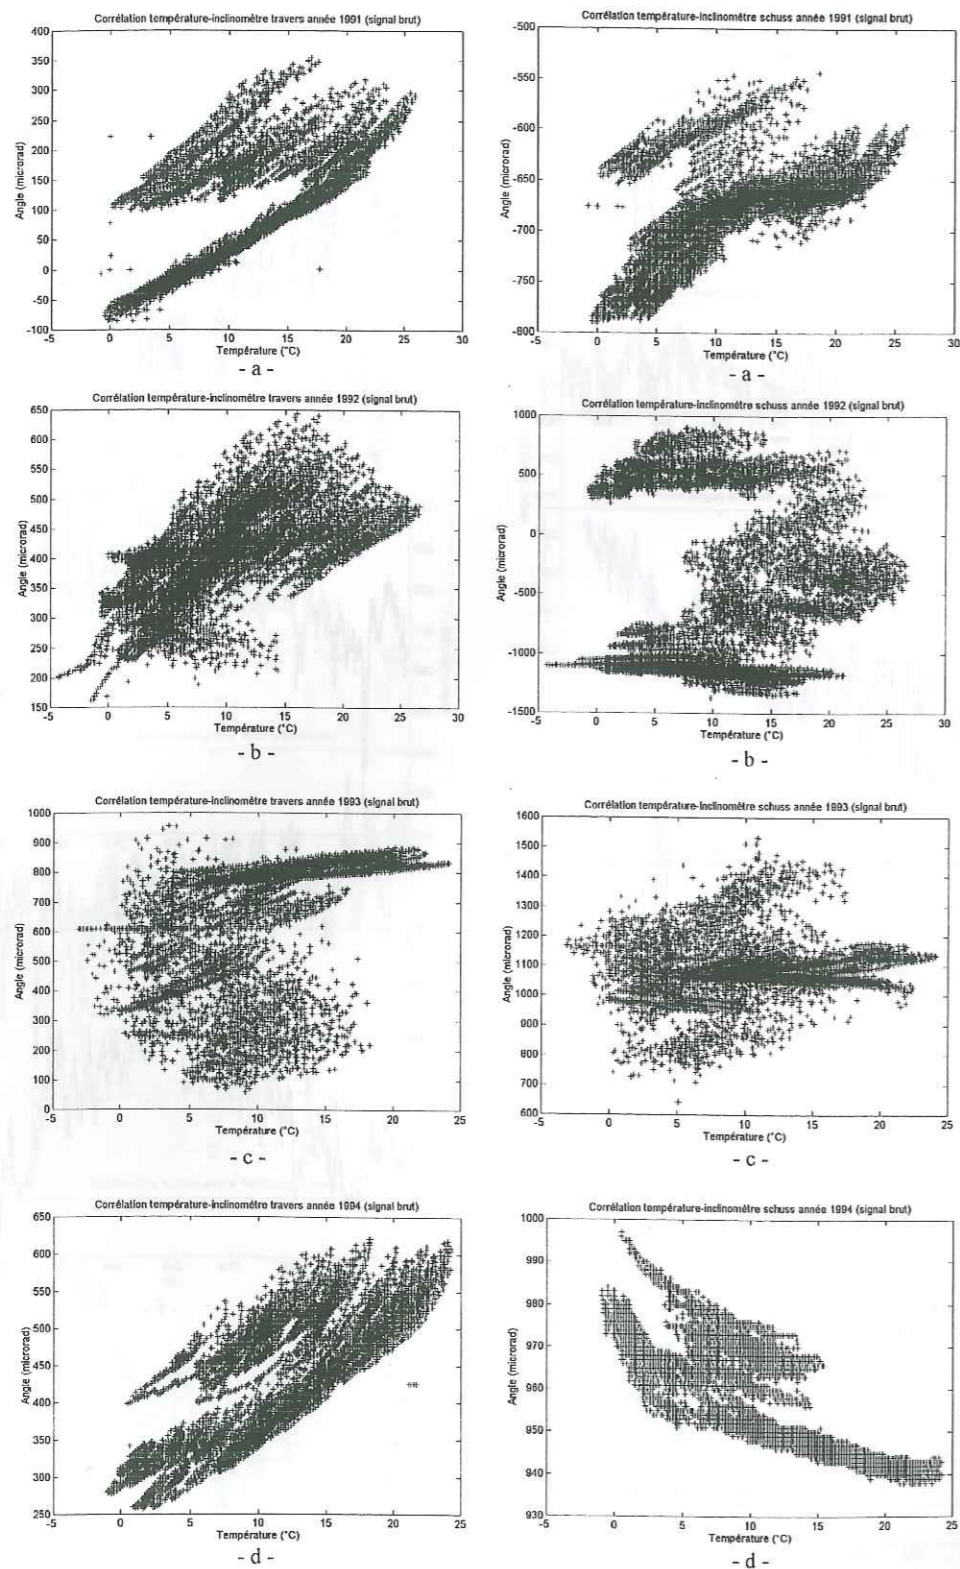 Corrélation température-inclinomètre travers année 1991 (signal brut)
400
350
300
250
200
150
100
50
0
-50
-100
Angle (microrad)
-5 0 5 10 15 20 25 30
Température (°C)
- a -
Corrélation température-inclinomètre schuss année 1991 (signal brut)
-500
-550
-600
-650
-700
-750
-800
Angle (microrad)
-5 0 5 10 15 20 25 30
Température (°C)
- a -
Corrélation température-inclinomètre travers année 1992 (signal brut)
650
600
550
500
450
400
350
300
250
200
150
Angle (microrad)
-5 0 5 10 15 20 25 30
Température (°C)
- b -
Corrélation température-inclinomètre schuss année 1992 (signal brut)
1000
500
0
-500
-1000
-1500
Angle (microrad)
-5 0 5 10 15 20 25 30
Température (°C)
- b -
Corrélation température-inclinomètre travers année 1993 (signal brut)
1000
900
800
700
600
500
400
300
200
100
0
Angle (microrad)
-5 0 5 10 15 20 25
Température (°C)
- c -
Corrélation température-inclinomètre schuss année 1993 (signal brut)
1600
1500
1400
1300
1200
1100
1000
900
800
700
600
Angle (microrad)
-5 0 5 10 15 20 25
Température (°C)
- c -
Corrélation température-inclinomètre travers année 1994 (signal brut)
650
600
550
500
450
400
350
300
250
Angle (microrad)
-5 0 5 10 15 20 25
Température (°C)
- d -
Corrélation température-inclinomètre schuss année 1994 (signal brut)
1000
990
980
970
960
950
940
930
Angle (microrad)
-5 0 5 10 15 20 25
Température (°C)
- d -